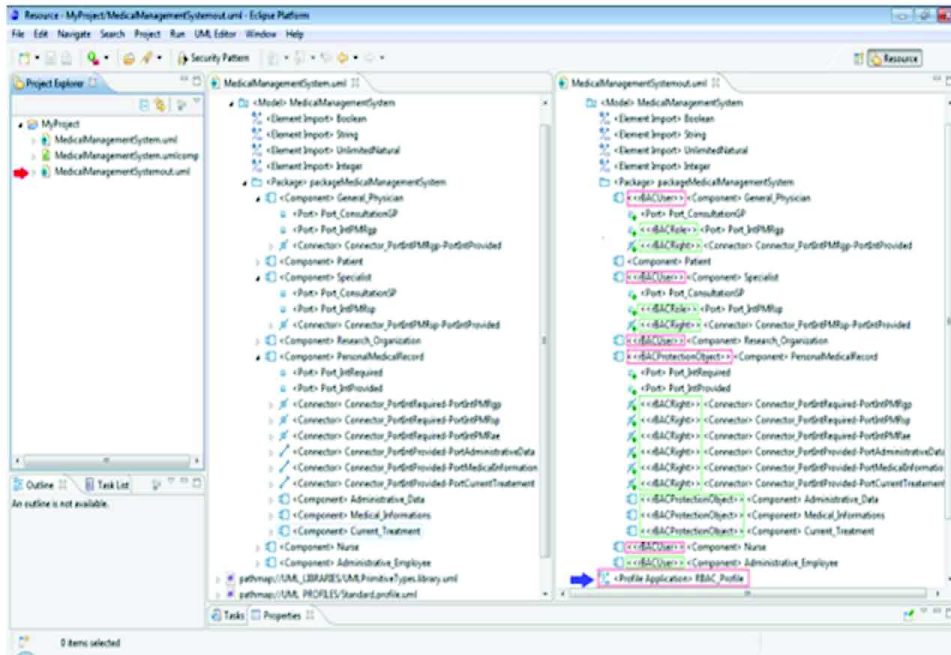 Resource - MyProject/MedicalManagementSystemout.uml - Eclipse Platform
File Edit Navigate Search Project Run UML Editor Window Help
Security Pattern
Resource
Project Explorer
MyProject
MedicalManagementSystem.uml
MedicalManagementSystem.umlcomp
MedicalManagementSystemout.uml
Outline Task List
An outline is not available.
MedicalManagementSystem.uml
<Model> MedicalManagementSystem
<Element Import> Boolean
<Element Import> String
<Element Import> UnlimitedNatural
<Element Import> Integer
<Package> packageMedicalManagementSystem
<Component> General_Physician
<Port> Port_ConsultationGP
<Port> Port_IntPMRgp
<Connector> Connector_PortIntPMRgp-PortIntProvided
<Component> Patient
<Component> Specialist
<Port> Port_ConsultationSP
<Port> Port_IntPMRsp
<Connector> Connector_PortIntPMRsp-PortIntProvided
<Component> Research_Organization
<Component> PersonalMedicalRecord
<Port> Port_IntRequired
<Port> Port_IntProvided
<Connector> Connector_PortIntRequired-PortIntPMRgp
<Connector> Connector_PortIntRequired-PortIntPMRsp
<Connector> Connector_PortIntRequired-PortIntPMRae
<Connector> Connector_PortIntProvided-PortAdministrativeData
<Connector> Connector_PortIntProvided-PortMedicalInformation
<Connector> Connector_PortIntProvided-PortCurrentTreatement
<Component> Administrative_Data
<Component> Medical_Informations
<Component> Current_Treatment
<Component> Nurse
<Component> Administrative_Employee
pathmap://UML_LIBRARIES/UMLPrimitiveTypes.library.uml
pathmap://UML_PROFILES/Standard.profile.uml
MedicalManagementSystemout.uml
<Model> MedicalManagementSystem
<Element Import> Boolean
<Element Import> String
<Element Import> UnlimitedNatural
<Element Import> Integer
<Package> packageMedicalManagementSystem
<<rBACUser>> <Component> General_Physician
<Port> Port_ConsultationGP
<<rBACRole>> <Port> Port_IntPMRgp
<<rBACRight>> <Connector> Connector_PortIntPMRgp-PortIntProvided
<Component> Patient
<<rBACUser>> <Component> Specialist
<Port> Port_ConsultationSP
<<rBACRole>> <Port> Port_IntPMRsp
<<rBACRight>> <Connector> Connector_PortIntPMRsp-PortIntProvided
<<rBACUser>> <Component> Research_Organization
<<rBACProtectionObject>> <Component> PersonalMedicalRecord
<Port> Port_IntRequired
<Port> Port_IntProvided
<<rBACRight>> <Connector> Connector_PortIntRequired-PortIntPMRgp
<<rBACRight>> <Connector> Connector_PortIntRequired-PortIntPMRsp
<<rBACRight>> <Connector> Connector_PortIntRequired-PortIntPMRae
<<rBACRight>> <Connector> Connector_PortIntProvided-PortAdministrativeData
<<rBACRight>> <Connector> Connector_PortIntProvided-PortMedicalInformatio
<<rBACRight>> <Connector> Connector_PortIntProvided-PortCurrentTreatement
<<rBACProtectionObject>> <Component> Administrative_Data
<<rBACProtectionObject>> <Component> Medical_Informations
<<rBACProtectionObject>> <Component> Current_Treatment
<<rBACUser>> <Component> Nurse
<<rBACUser>> <Component> Administrative_Employee
<Profile Application> RBAC_Profile
Tasks Properties
0 items selected